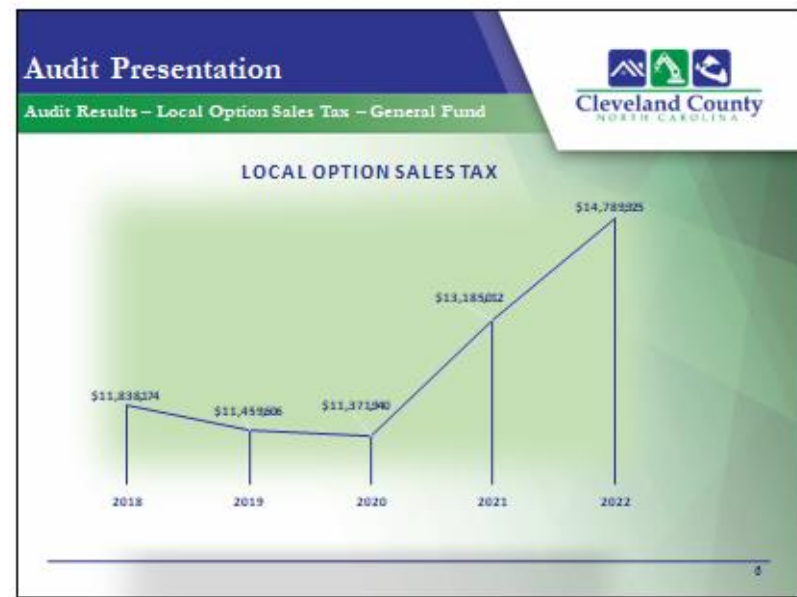 Audit Presentation
Audit Results – Local Option Sales Tax – General Fund
Cleveland County
NORTH CAROLINA
LOCAL OPTION SALES TAX
$11,838,174
$11,459,606
$11,371,940
$13,185,012
$14,789,925
2018
2019
2020
2021
2022
6